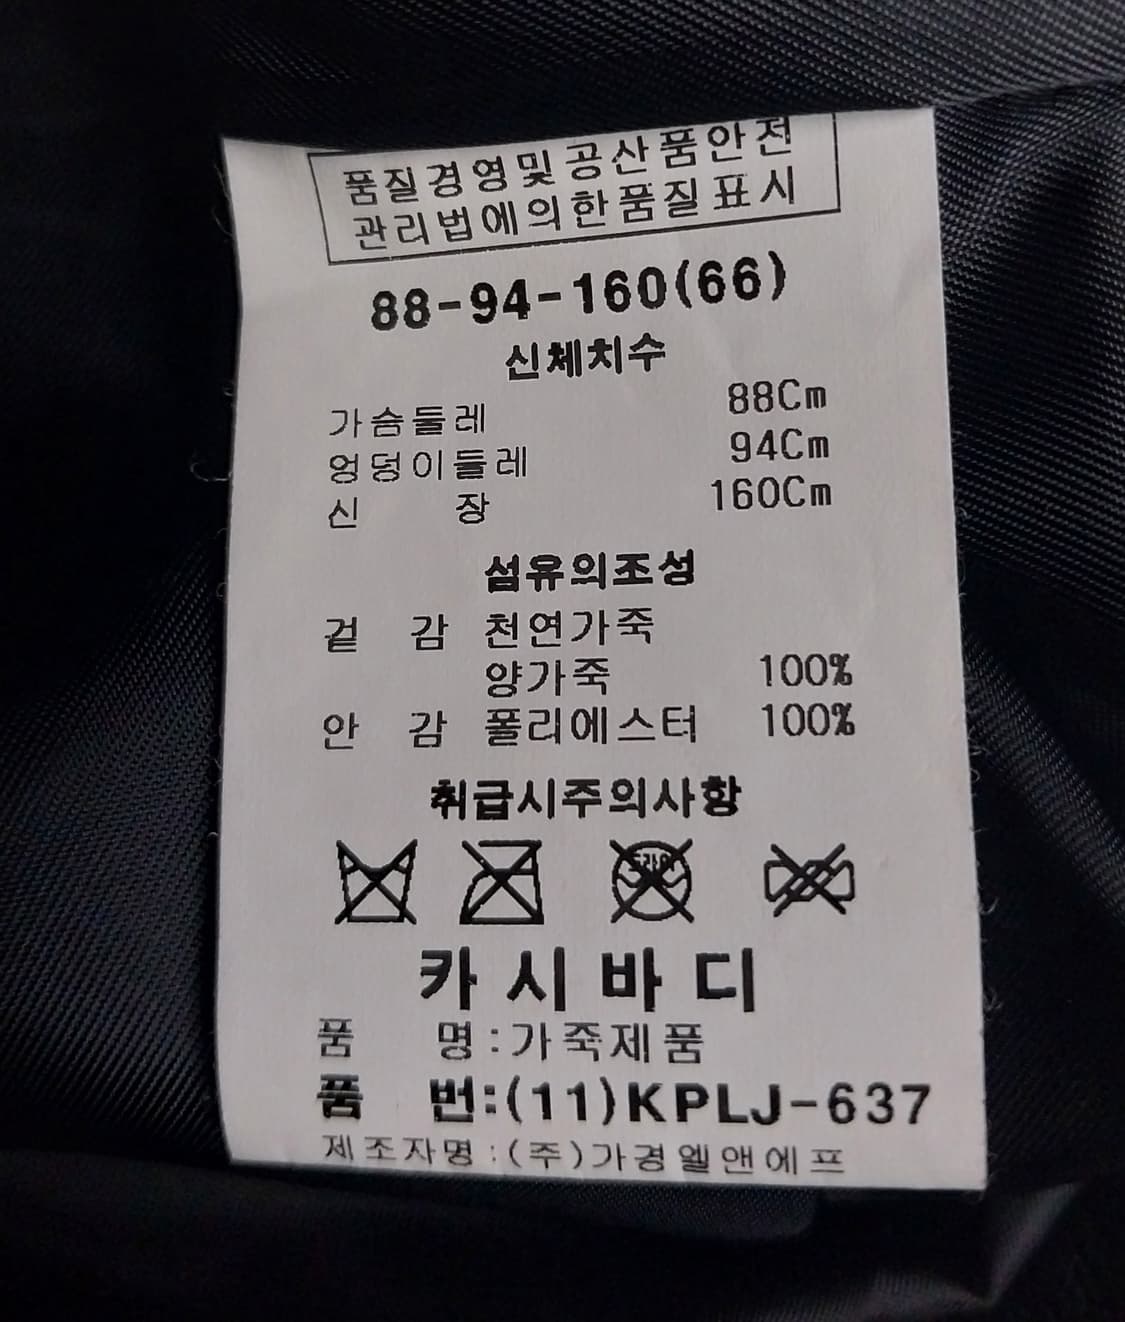 품질경영및공산품안전
관리법에의한품질표시
88-94-160(66)
신체치수
가슴둘레 88Cm
엉덩이둘레 94Cm
신 장 160Cm
섬유의조성
겉 감 천연가죽
양가죽 100%
안 감 폴리에스터 100%
취급시주의사항
카시바디
품 명:가죽제품
품 번:(11)KPLJ-637
제조자명:(주)가경엘앤에프